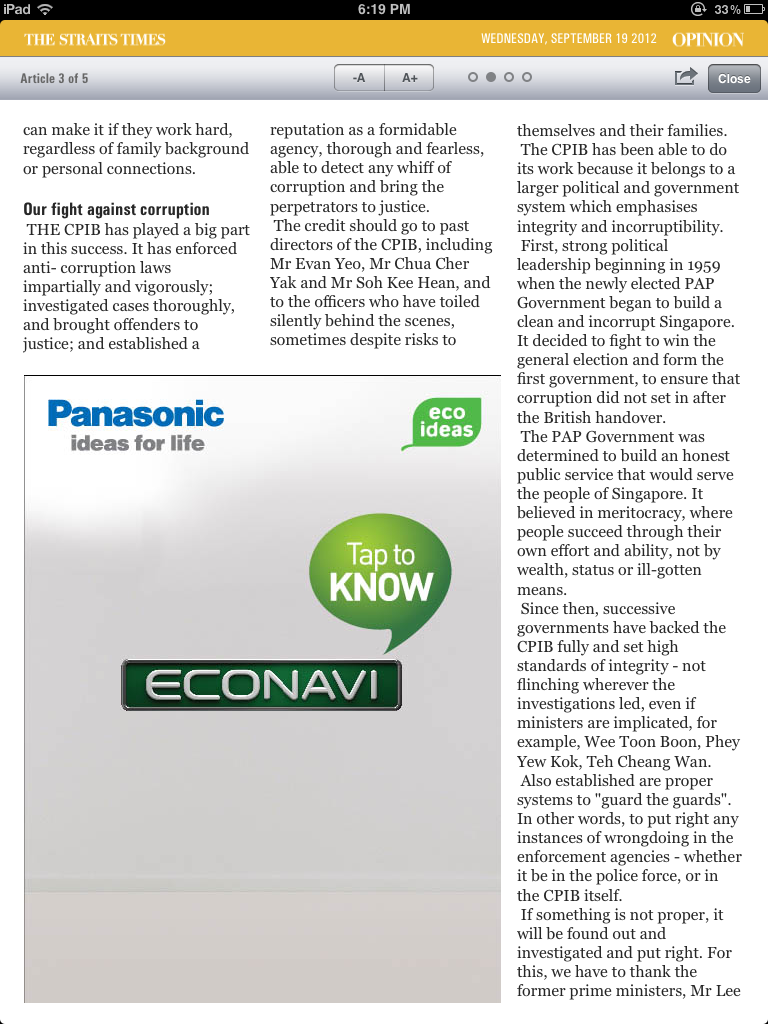 iPad 6:19 PM 33%
THE STRAITS TIMES WEDNESDAY, SEPTEMBER 19 2012 OPINION
Article 3 of 5 -A A+ Close
can make it if they work hard,
regardless of family background
or personal connections.
Our fight against corruption
THE CPIB has played a big part
in this success. It has enforced
anti- corruption laws
impartially and vigorously;
investigated cases thoroughly,
and brought offenders to
justice; and established a
reputation as a formidable
agency, thorough and fearless,
able to detect any whiff of
corruption and bring the
perpetrators to justice.
The credit should go to past
directors of the CPIB, including
Mr Evan Yeo, Mr Chua Cher
Yak and Mr Soh Kee Hean, and
to the officers who have toiled
silently behind the scenes,
sometimes despite risks to
themselves and their families.
The CPIB has been able to do
its work because it belongs to a
larger political and government
system which emphasises
integrity and incorruptibility.
First, strong political
leadership beginning in 1959
when the newly elected PAP
Government began to build a
clean and incorrupt Singapore.
It decided to fight to win the
general election and form the
first government, to ensure that
corruption did not set in after
the British handover.
The PAP Government was
determined to build an honest
public service that would serve
the people of Singapore. It
believed in meritocracy, where
people succeed through their
own effort and ability, not by
wealth, status or ill-gotten
means.
Since then, successive
governments have backed the
CPIB fully and set high
standards of integrity - not
flinching wherever the
investigations led, even if
ministers are implicated, for
example, Wee Toon Boon, Phey
Yew Kok, Teh Cheang Wan.
Also established are proper
systems to "guard the guards".
In other words, to put right any
instances of wrongdoing in the
enforcement agencies - whether
it be in the police force, or in
the CPIB itself.
If something is not proper, it
will be found out and
investigated and put right. For
this, we have to thank the
former prime ministers, Mr Lee
Panasonic
ideas for life
eco
ideas
Tap to
KNOW
ECONAVI